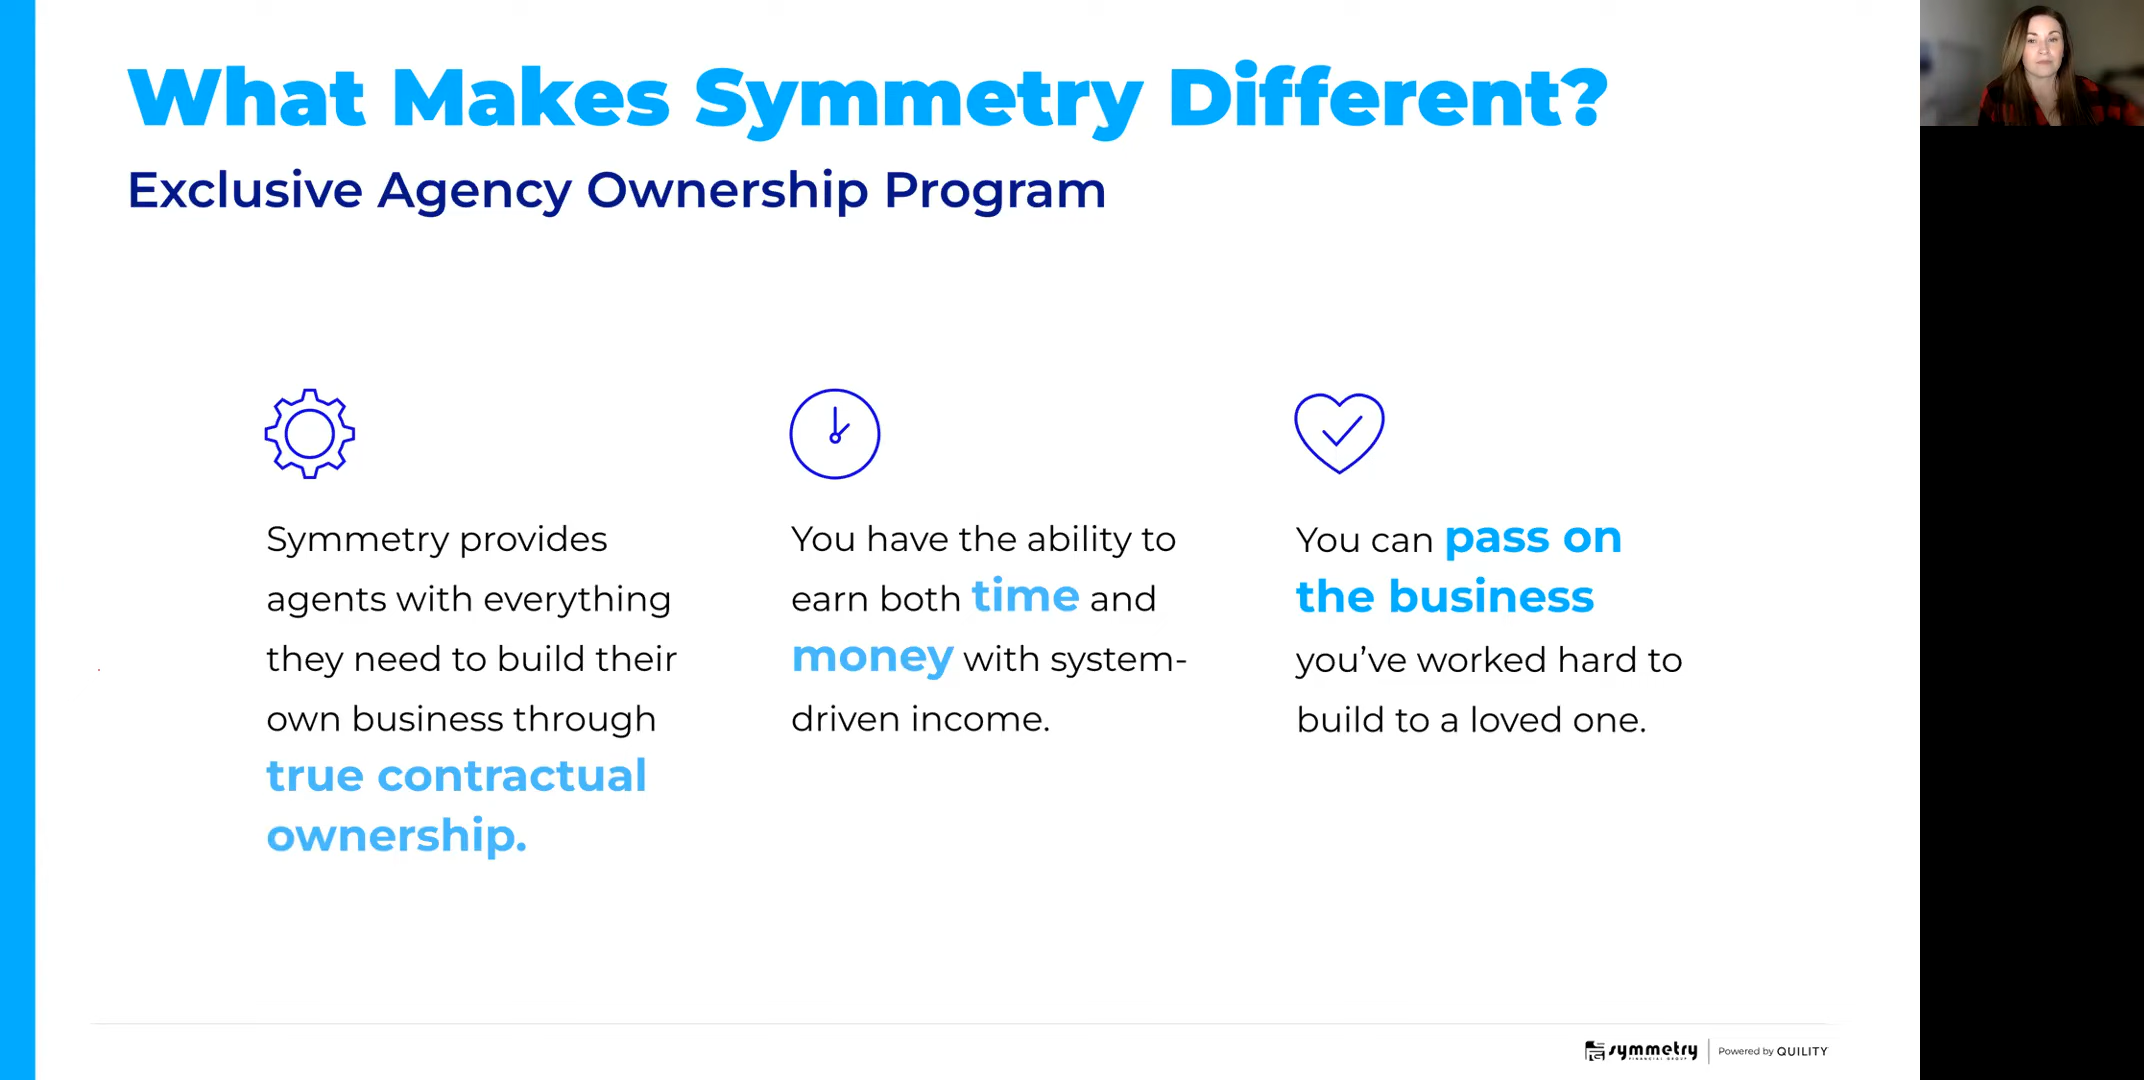 What Makes Symmetry Different?
Exclusive Agency Ownership Program
Symmetry provides
agents with everything
they need to build their
own business through
true contractual
ownership.
You have the ability to
earn both time and
money with system-
driven income.
You can pass on
the business
you’ve worked hard to
build to a loved one.
symmetry
FINANCIAL GROUP
Powered by QUILITY